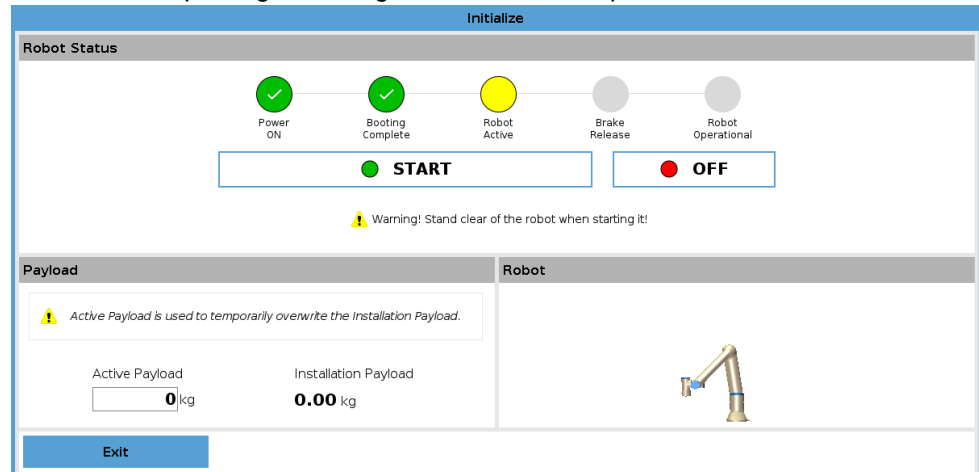 Initialize
Robot Status
Power ON
Booting Complete
Robot Active
Brake Release
Robot Operational
START
OFF
Warning! Stand clear of the robot when starting it!
Payload
Robot
Active Payload is used to temporarily overwrite the Installation Payload.
Active Payload
Installation Payload
0 kg
0.00 kg
Exit